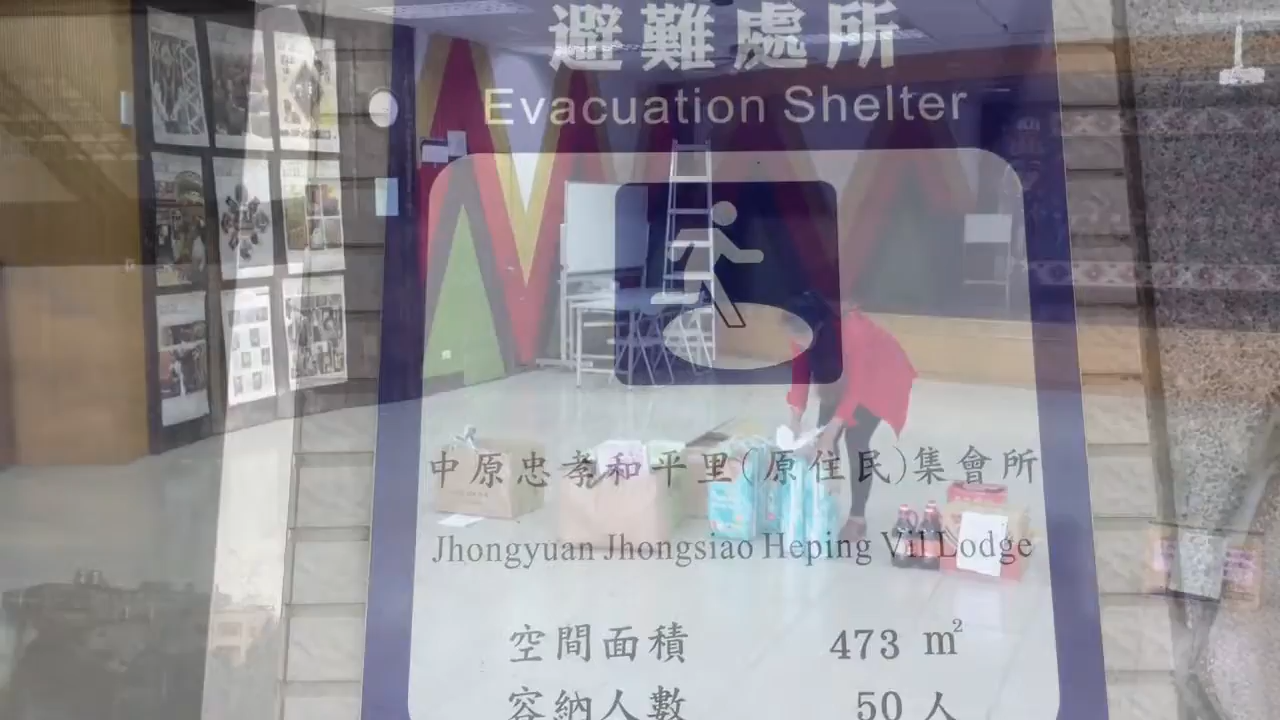 避難處所
Evacuation Shelter
中原忠孝和平里(原住民)集會所
Jhongyuan Jhongsiao Heping Vil Lodge
空間面積 473 m²
容納人數 50 人